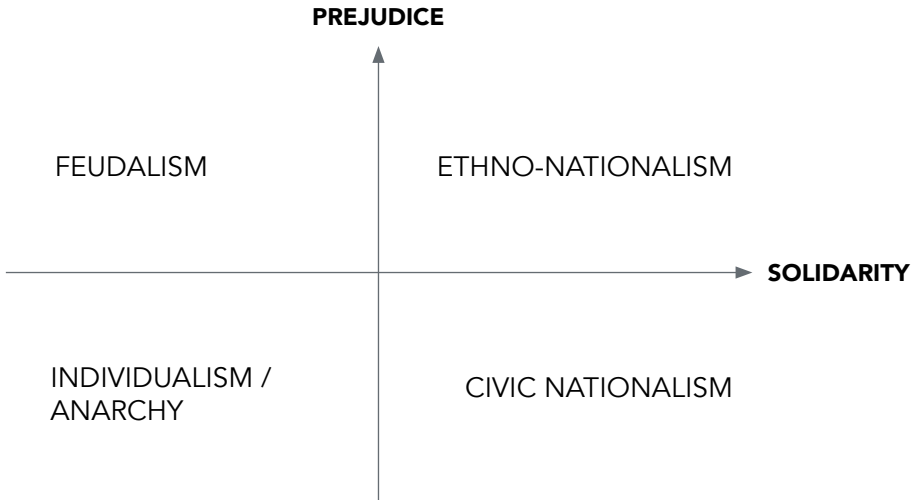 PREJUDICE
FEUDALISM
ETHNO-NATIONALISM
SOLIDARITY
INDIVIDUALISM /
ANARCHY
CIVIC NATIONALISM